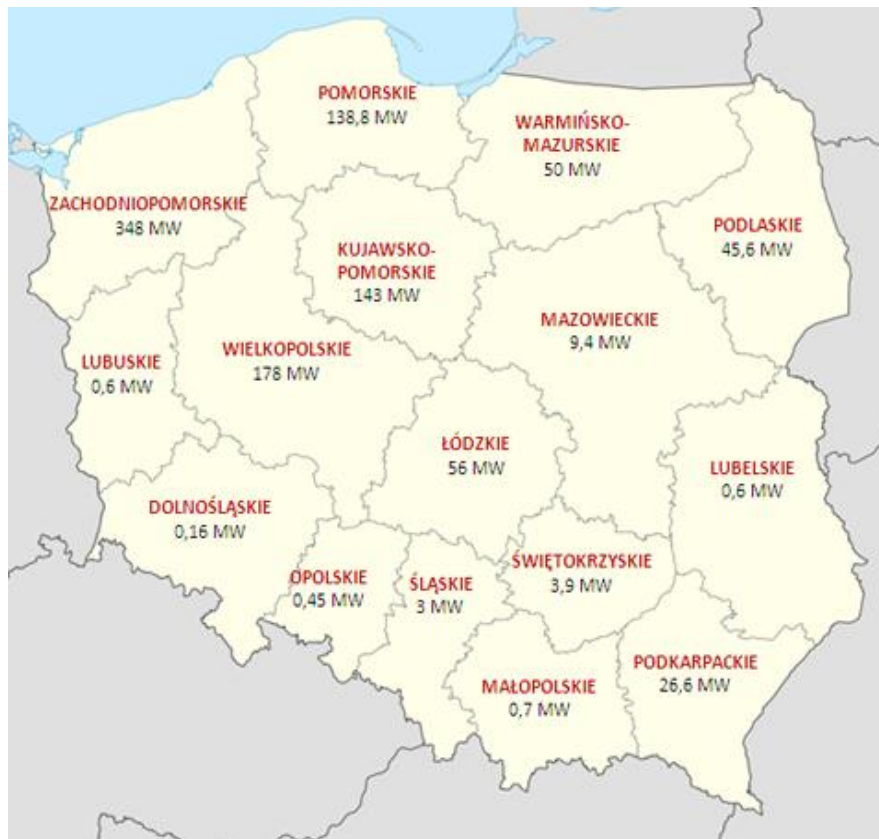 POMORSKIE
138,8 MW
WARMIŃSKO-
MAZURSKIE
50 MW
ZACHODNIOPOMORSKIE
348 MW
PODLASKIE
45,6 MW
KUJAWSKO-
POMORSKIE
143 MW
MAZOWIECKIE
9,4 MW
LUBUSKIE
0,6 MW
WIELKOPOLSKIE
178 MW
ŁÓDZKIE
56 MW
LUBELSKIE
0,6 MW
DOLNOŚLĄSKIE
0,16 MW
OPOLSKIE
0,45 MW
ŚLĄSKIE
3 MW
ŚWIĘTOKRZYSKIE
3,9 MW
MAŁOPOLSKIE
0,7 MW
PODKARPACKIE
26,6 MW